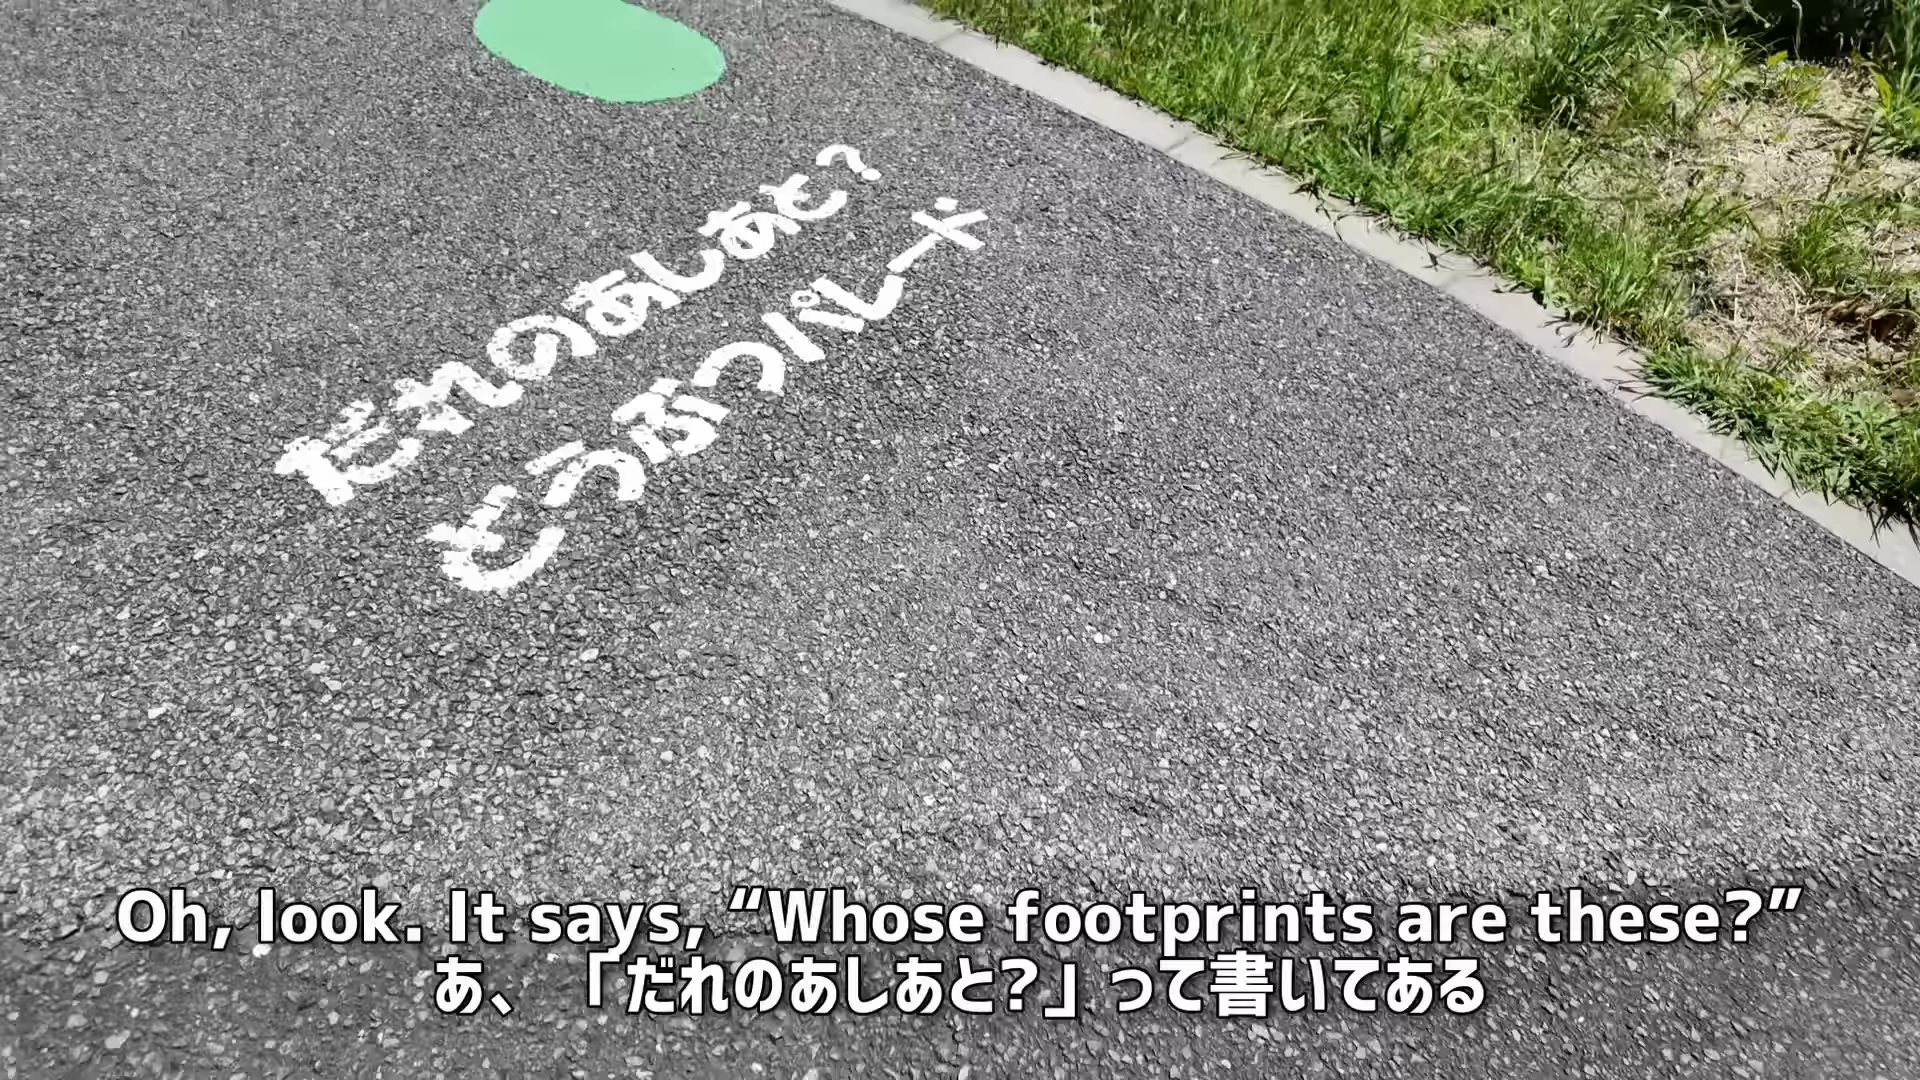 だれのあしあと?
どうぶつパレード
Oh, look. It says, “Whose footprints are these?”
あ、「だれのあしあと?」って書いてある